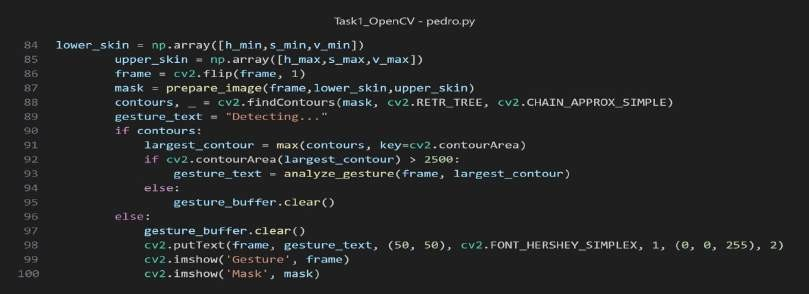 Task1_OpenCV - pedro.py
84 lower_skin = np.array([h_min,s_min,v_min])
85 upper_skin = np.array([h_max,s_max,v_max])
86 frame = cv2.flip(frame, 1)
87 mask = prepare_image(frame,lower_skin,upper_skin)
88 contours, _ = cv2.findContours(mask, cv2.RETR_TREE, cv2.CHAIN_APPROX_SIMPLE)
89 gesture_text = "Detecting..."
90 if contours:
91 largest_contour = max(contours, key=cv2.contourArea)
92 if cv2.contourArea(largest_contour) > 2500:
93 gesture_text = analyze_gesture(frame, largest_contour)
94 else:
95 gesture_buffer.clear()
96 else:
97 gesture_buffer.clear()
98 cv2.putText(frame, gesture_text, (50, 50), cv2.FONT_HERSHEY_SIMPLEX, 1, (0, 0, 255), 2)
99 cv2.imshow('Gesture', frame)
100 cv2.imshow('Mask', mask)